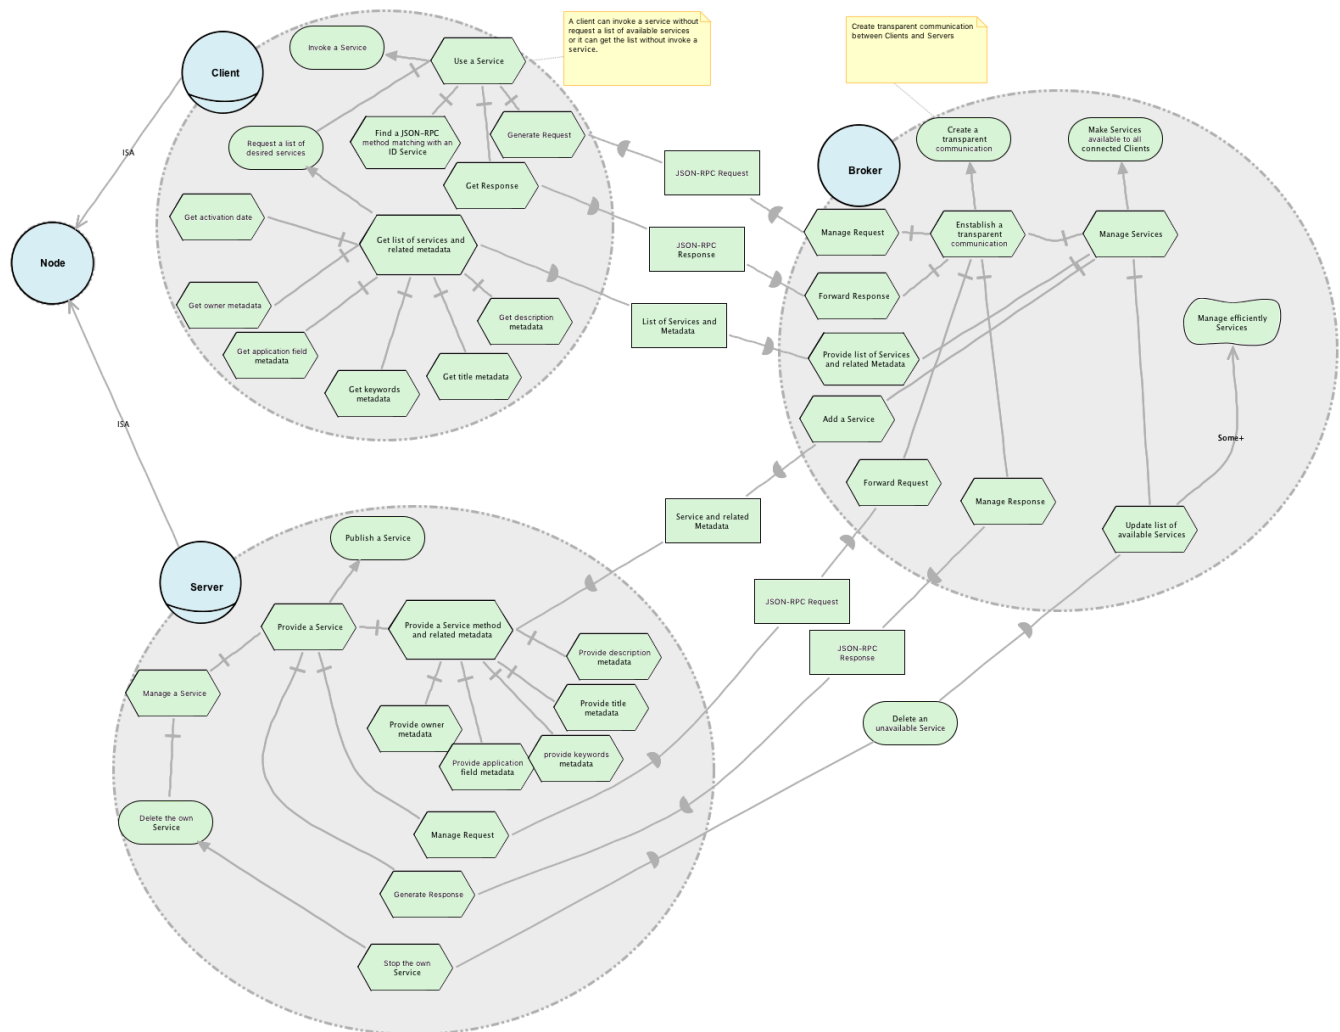 A client can invoke a service without
request a list of available services
or it can get the list without invoke a
service.
Create transparent communication
between Clients and Servers
Client
Invoke a Service
Use a Service
Find a JSON-RPC
method matching with an
ID Service
Generate Request
Request a list of
desired services
Get Response
ISA
Get activation date
Get list of services and
related metadata
Get owner metadata
Get description
metadata
Get application field
metadata
Get keywords
metadata
Get title metadata
Node
ISA
JSON-RPC Request
JSON-RPC
Response
List of Services and
Metadata
Broker
Create a
transparent
communication
Make Services
available to all
connected Clients
Manage Request
Enstablish a
transparent
communication
Manage Services
Forward Response
Manage efficiently
Services
Provide list of Services
and related Metadata
Add a Service
Some+
Forward Request
Manage Response
Update list of
available Services
Service and related
Metadata
JSON-RPC Request
JSON-RPC
Response
Delete an
unavailable Service
Server
Publish a Service
Provide a Service
Provide a Service method
and related metadata
Provide description
metadata
Manage a Service
Provide title
metadata
Provide owner
metadata
Provide application
field metadata
provide keywords
metadata
Delete the own
Service
Manage Request
Generate Response
Stop the own
Service